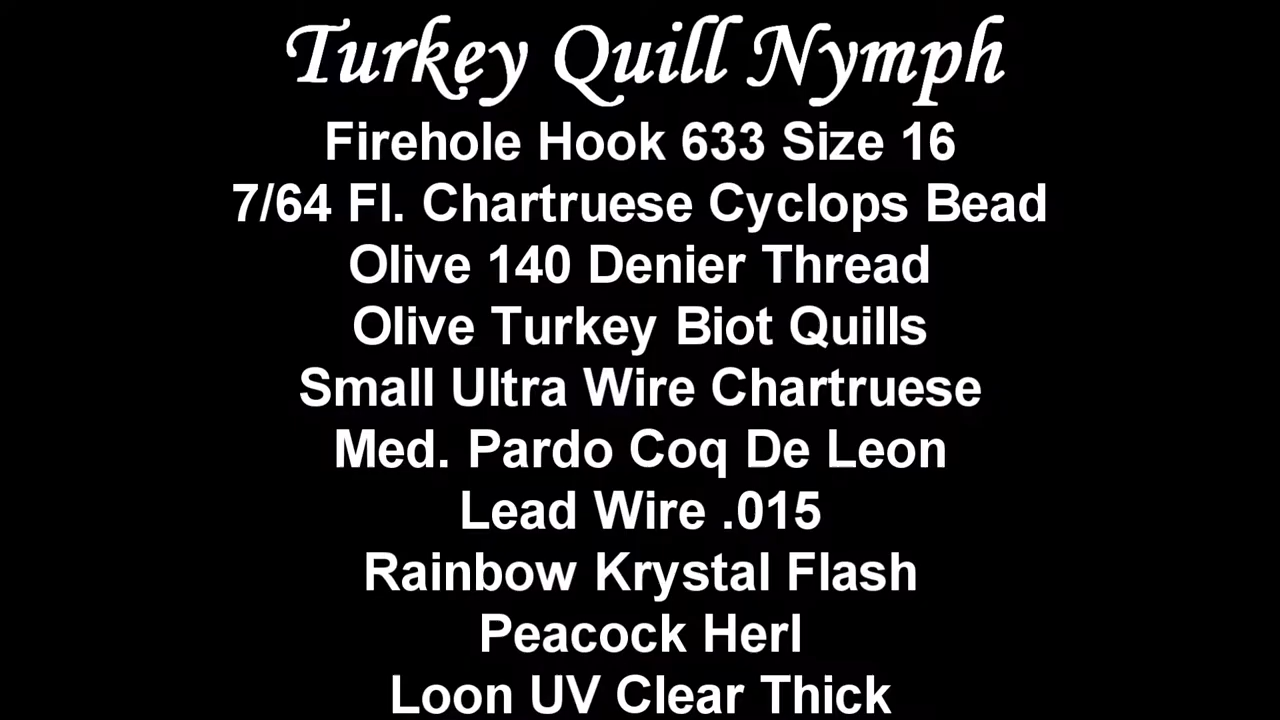 Turkey Quill Nymph
Firehole Hook 633 Size 16
7/64 Fl. Chartruese Cyclops Bead
Olive 140 Denier Thread
Olive Turkey Biot Quills
Small Ultra Wire Chartruese
Med. Pardo Coq De Leon
Lead Wire .015
Rainbow Krystal Flash
Peacock Herl
Loon UV Clear Thick